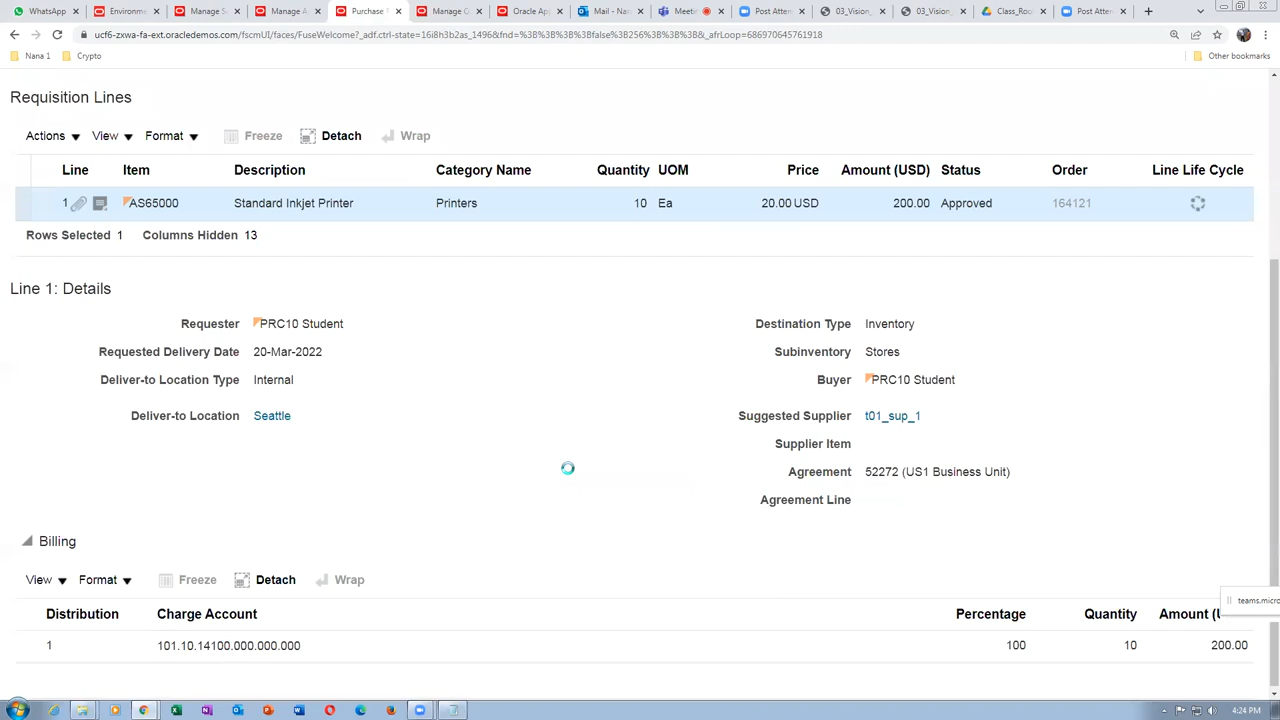 WhatsApp Environme Manage S Manage A Purchase Manage O Oracle Ap Mail - Na Meeti Post Atten 03_Vision_ 03_Vision_ Class_Roo Post Atten
ucf6-zxwa-fa-ext.oracledemos.com/fscmUI/faces/FuseWelcome?_adf.ctrl-state=16i8h3b2as_1496&fnd=%3B%3B%3B%3Bfalse%3B256%3B%3B%3B&_afrLoop=686970645761918
Nana 1 Crypto Other bookmarks
Requisition Lines
Actions View Format Freeze Detach Wrap
Line Item Description Category Name Quantity UOM Price Amount (USD) Status Order Line Life Cycle
1 AS65000 Standard Inkjet Printer Printers 10 Ea 20.00 USD 200.00 Approved 164121
Rows Selected 1 Columns Hidden 13
Line 1: Details
Requester PRC10 Student Destination Type Inventory
Requested Delivery Date 20-Mar-2022 Subinventory Stores
Deliver-to Location Type Internal Buyer PRC10 Student
Deliver-to Location Seattle Suggested Supplier t01_sup_1
Supplier Item
Agreement 52272 (US1 Business Unit)
Agreement Line
Billing
View Format Freeze Detach Wrap
teams.micro
Distribution Charge Account Percentage Quantity Amount (U
1 101.10.14100.000.000.000 100 10 200.00
4:24 PM